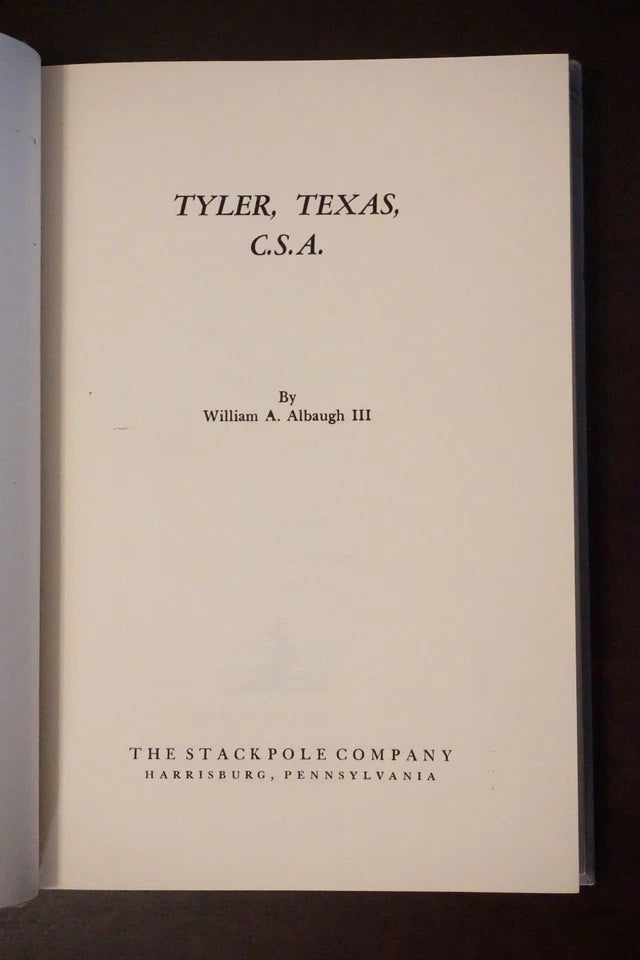 TYLER, TEXAS,
C.S.A.
By
William A. Albaugh III
THE STACKPOLE COMPANY
HARRISBURG, PENNSYLVANIA